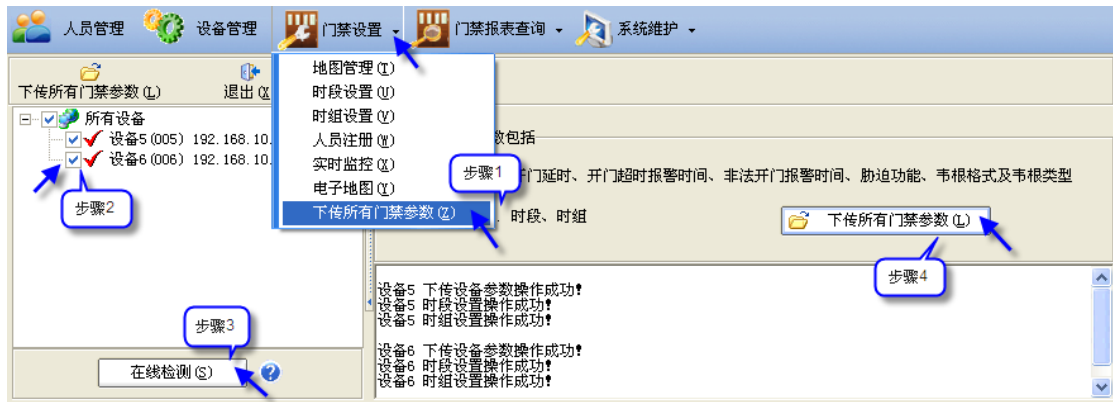 人员管理 设备管理 门禁设置 门禁报表查询 系统维护
下传所有门禁参数(L) 退出(X
地图管理(T)
时段设置(U)
时组设置(V)
人员注册(W)
实时监控(X)
电子地图(Y)
下传所有门禁参数(Z)
步骤1
所有设备
设备5(005) 192.168.10.
设备6(006) 192.168.10.
步骤2
数包括
开门延时、开门超时报警时间、非法开门报警时间、胁迫功能、韦根格式及韦根类型
、时段、时组
下传所有门禁参数(L)
步骤4
设备5 下传设备参数操作成功!
设备5 时段设置操作成功!
设备5 时组设置操作成功!
设备6 下传设备参数操作成功!
设备6 时段设置操作成功!
设备6 时组设置操作成功!
步骤3
在线检测(S)